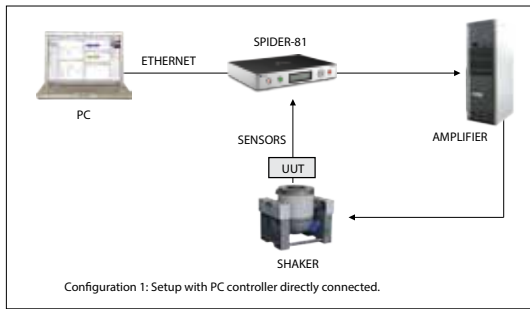 SPIDER-81
ETHERNET
PC
SENSORS
AMPLIFIER
UUT
SHAKER
Configuration 1: Setup with PC controller directly connected.